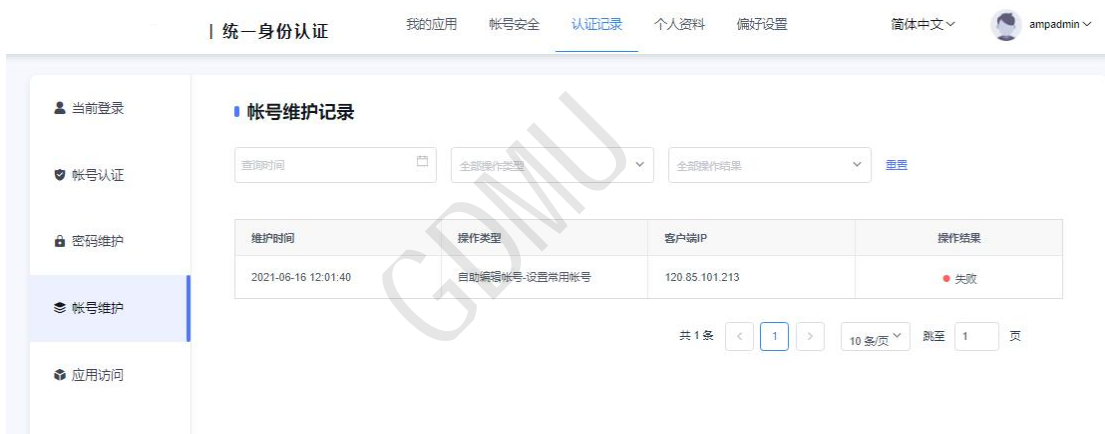 | 统一身份认证 我的应用 帐号安全 认证记录 个人资料 偏好设置 简体中文 ampadmin
当前登录
帐号认证
密码维护
帐号维护
应用访问
帐号维护记录
查询时间 全部操作类型 全部操作结果 重置
维护时间 操作类型 客户端IP 操作结果
2021-06-16 12:01:40 自助编辑帐号-设置常用帐号 120.85.101.213 失败
共 1 条 < 1 > 10 条/页 跳至 1 页
GDMU